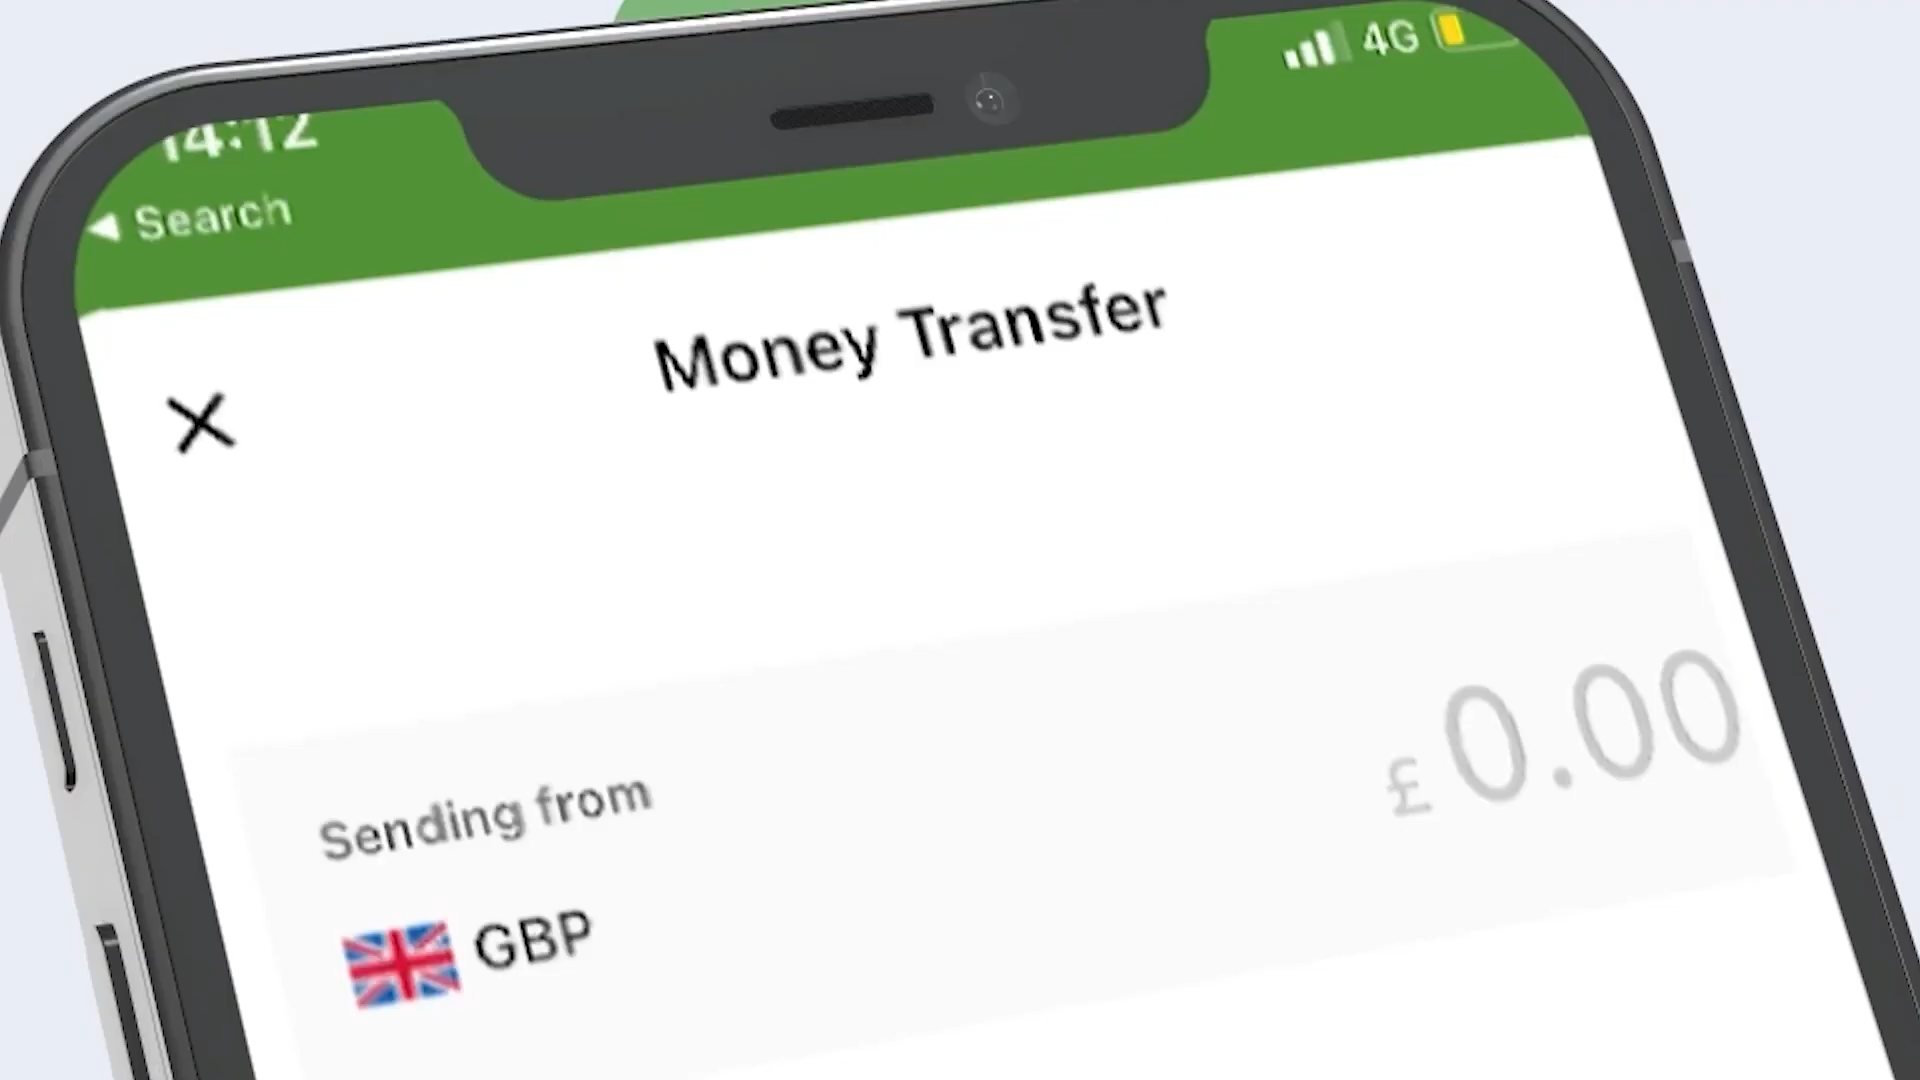 14:12
4G
Search
Money Transfer
Sending from
£0.00
GBP